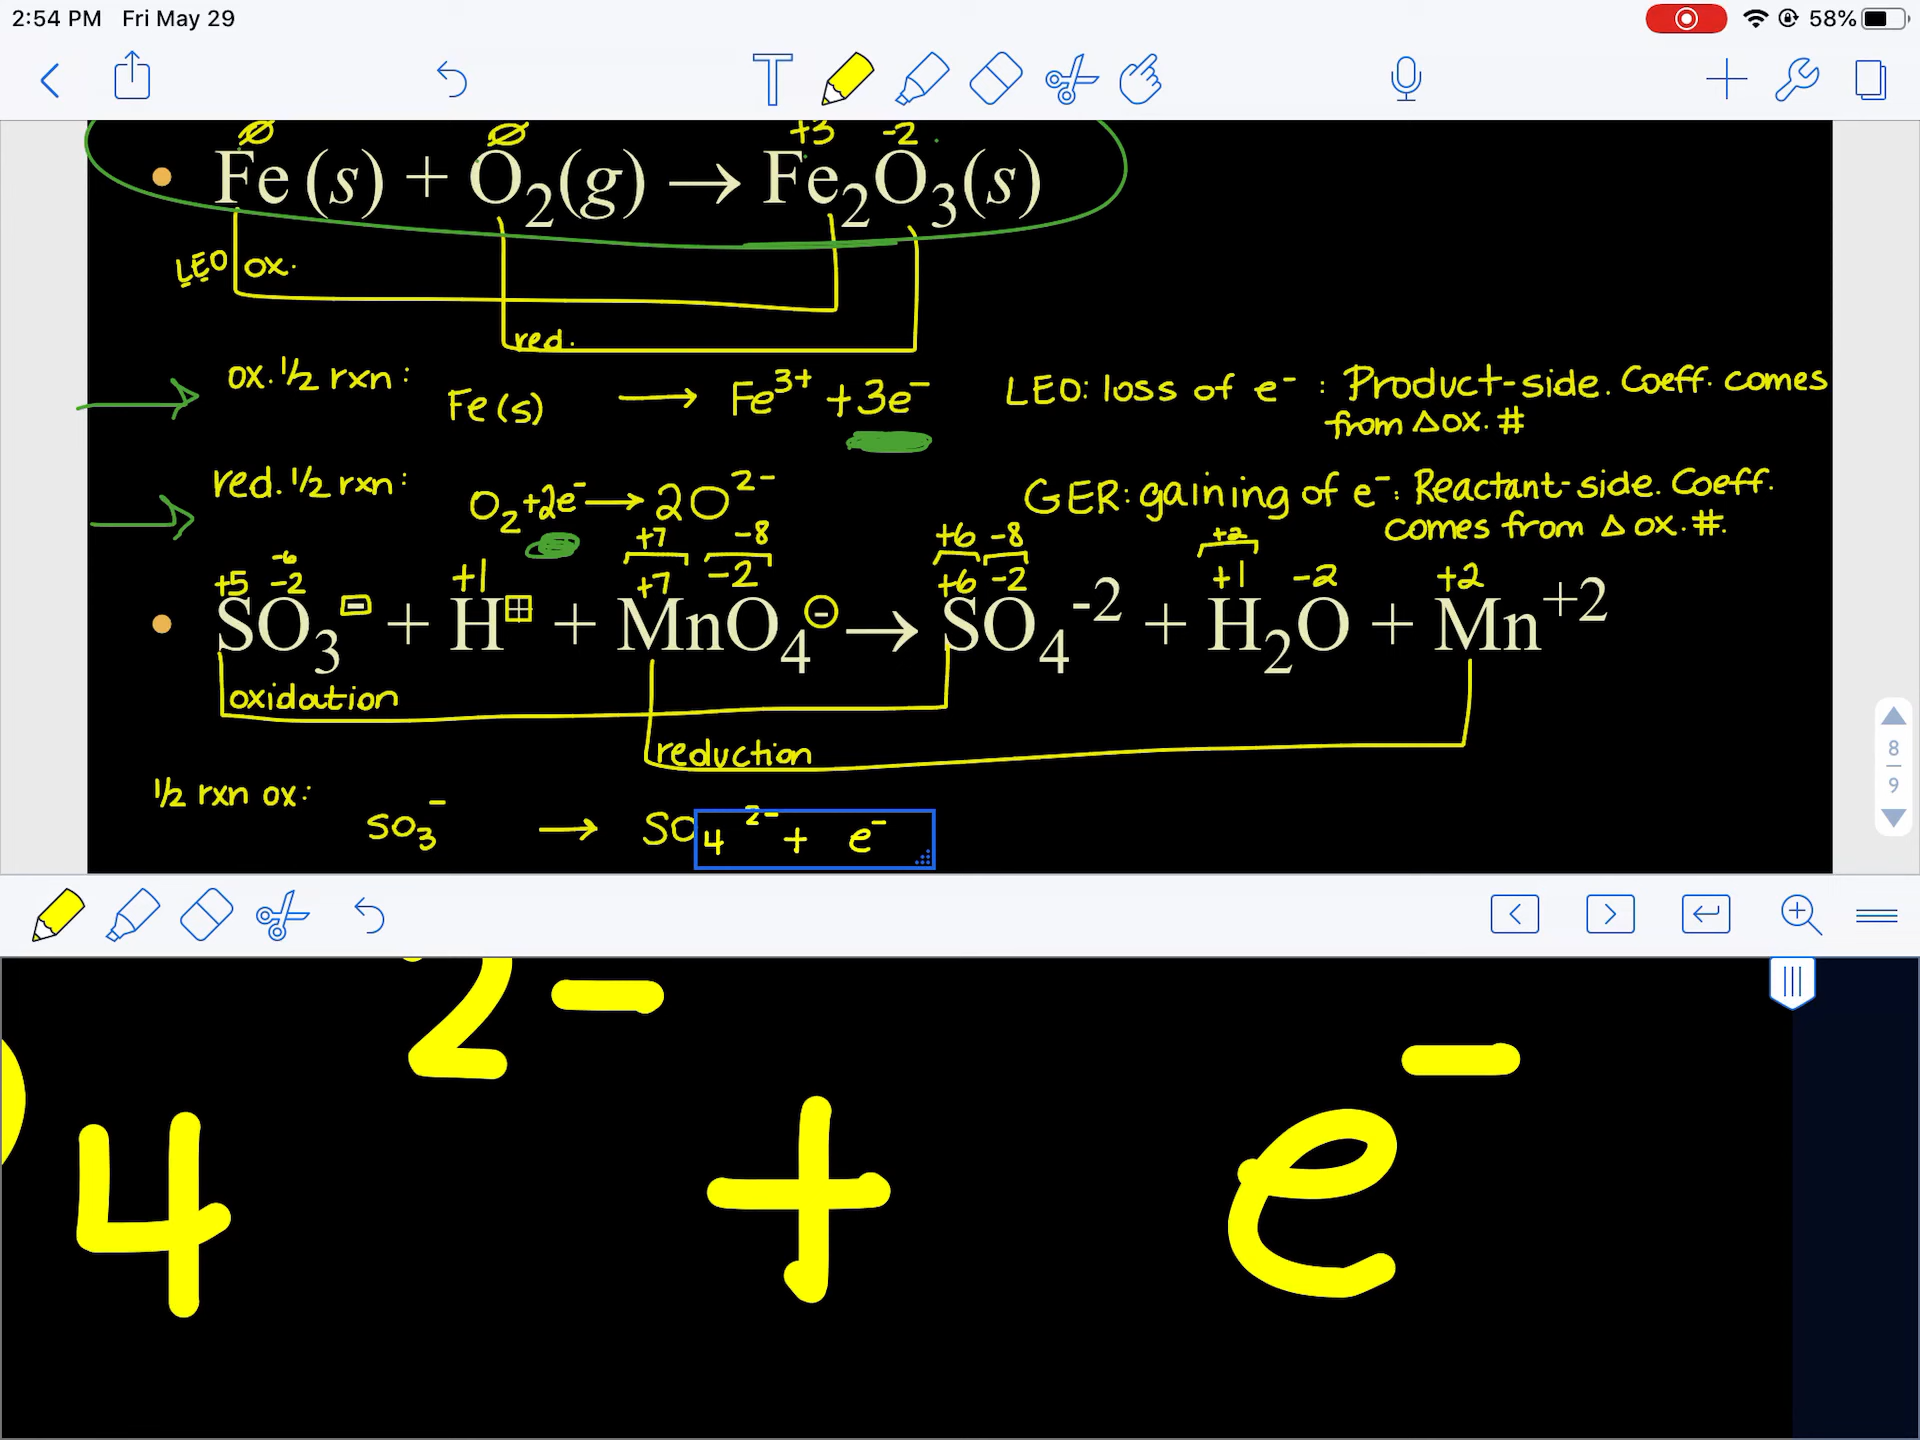 2:54 PM Fri May 29 58%
T
∅ ∅ +3 -2
• Fe (s) + O₂(g) → Fe₂O₃(s)
LEO ox.
red.
ox. ½ rxn: Fe(s) → Fe³⁺ + 3e⁻ LEO: loss of e⁻: Product-side. Coeff. comes
from Δox. #
red. ½ rxn: O₂+2e⁻ → 2O²⁻ GER: gaining of e⁻: Reactant-side. Coeff.
comes from Δ ox. #.
-6 +7 -8 +6 -8 +2
+5 -2 +1 +7 -2 +6 -2 +1 -2 +2
• SO₃⁻ + H⁺ + MnO₄⁻ → SO₄⁻² + H₂O + Mn⁺²
oxidation
reduction
8
9
½ rxn ox: SO₃⁻ → SO₄²⁻ + e⁻
4 2- + e⁻